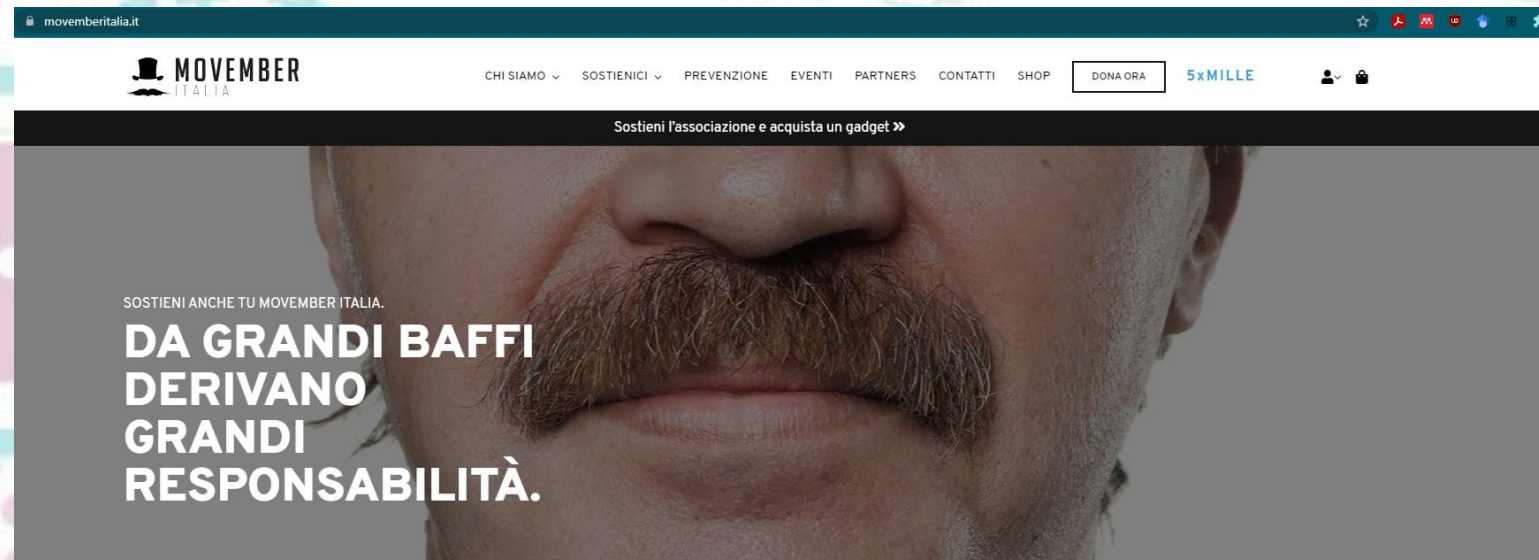 movemberitalia.it
MOVEMBER
ITALIA
CHI SIAMO SOSTIENICI PREVENZIONE EVENTI PARTNERS CONTATTI SHOP DONA ORA 5xMILLE
Sostieni l'associazione e acquista un gadget »
SOSTIENI ANCHE TU MOVEMBER ITALIA.
DA GRANDI BAFFI
DERIVANO
GRANDI
RESPONSABILITÀ.